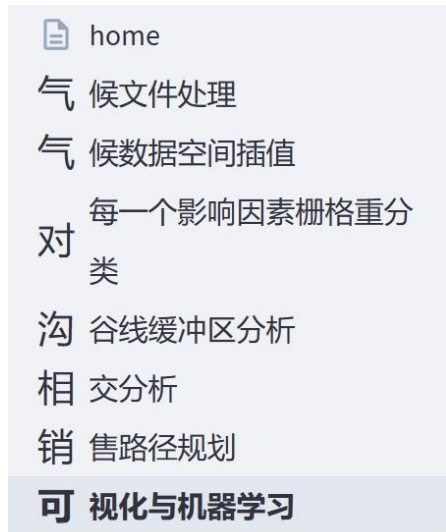 home
气候文件处理
气候数据空间插值
对每一个影响因素栅格重分
类
沟谷线缓冲区分析
相交分析
销售路径规划
可视化与机器学习